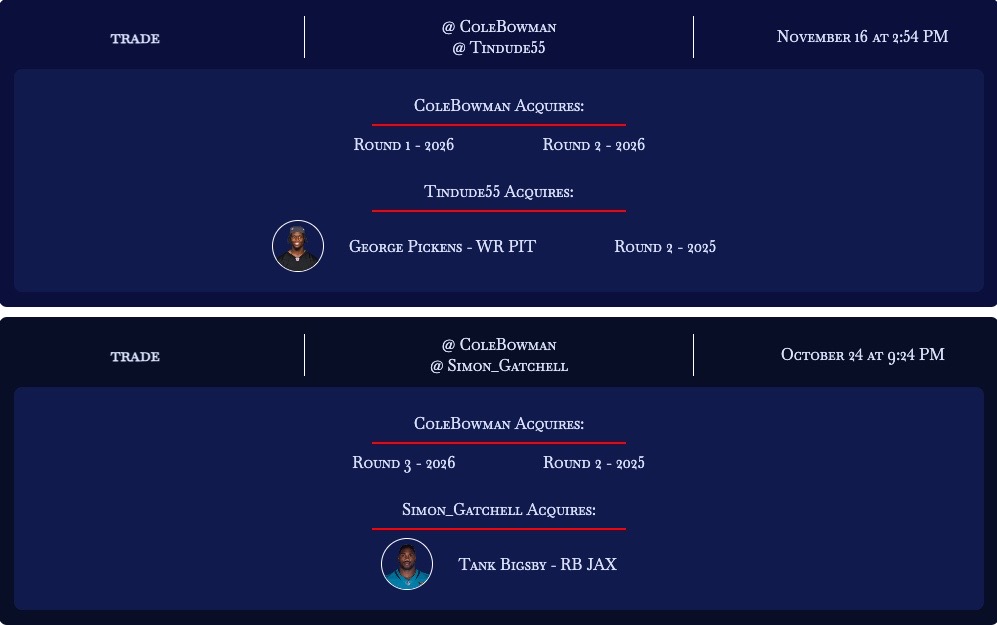 TRADE
@ ColeBowman
@ Tindude55
November 16 at 2:54 PM
ColeBowman Acquires:
Round 1 - 2026 Round 2 - 2026
Tindude55 Acquires:
George Pickens - WR PIT Round 2 - 2025
TRADE
@ ColeBowman
@ Simon_Gatchell
October 24 at 9:24 PM
ColeBowman Acquires:
Round 3 - 2026 Round 2 - 2025
Simon_Gatchell Acquires:
Tank Bigsby - RB JAX